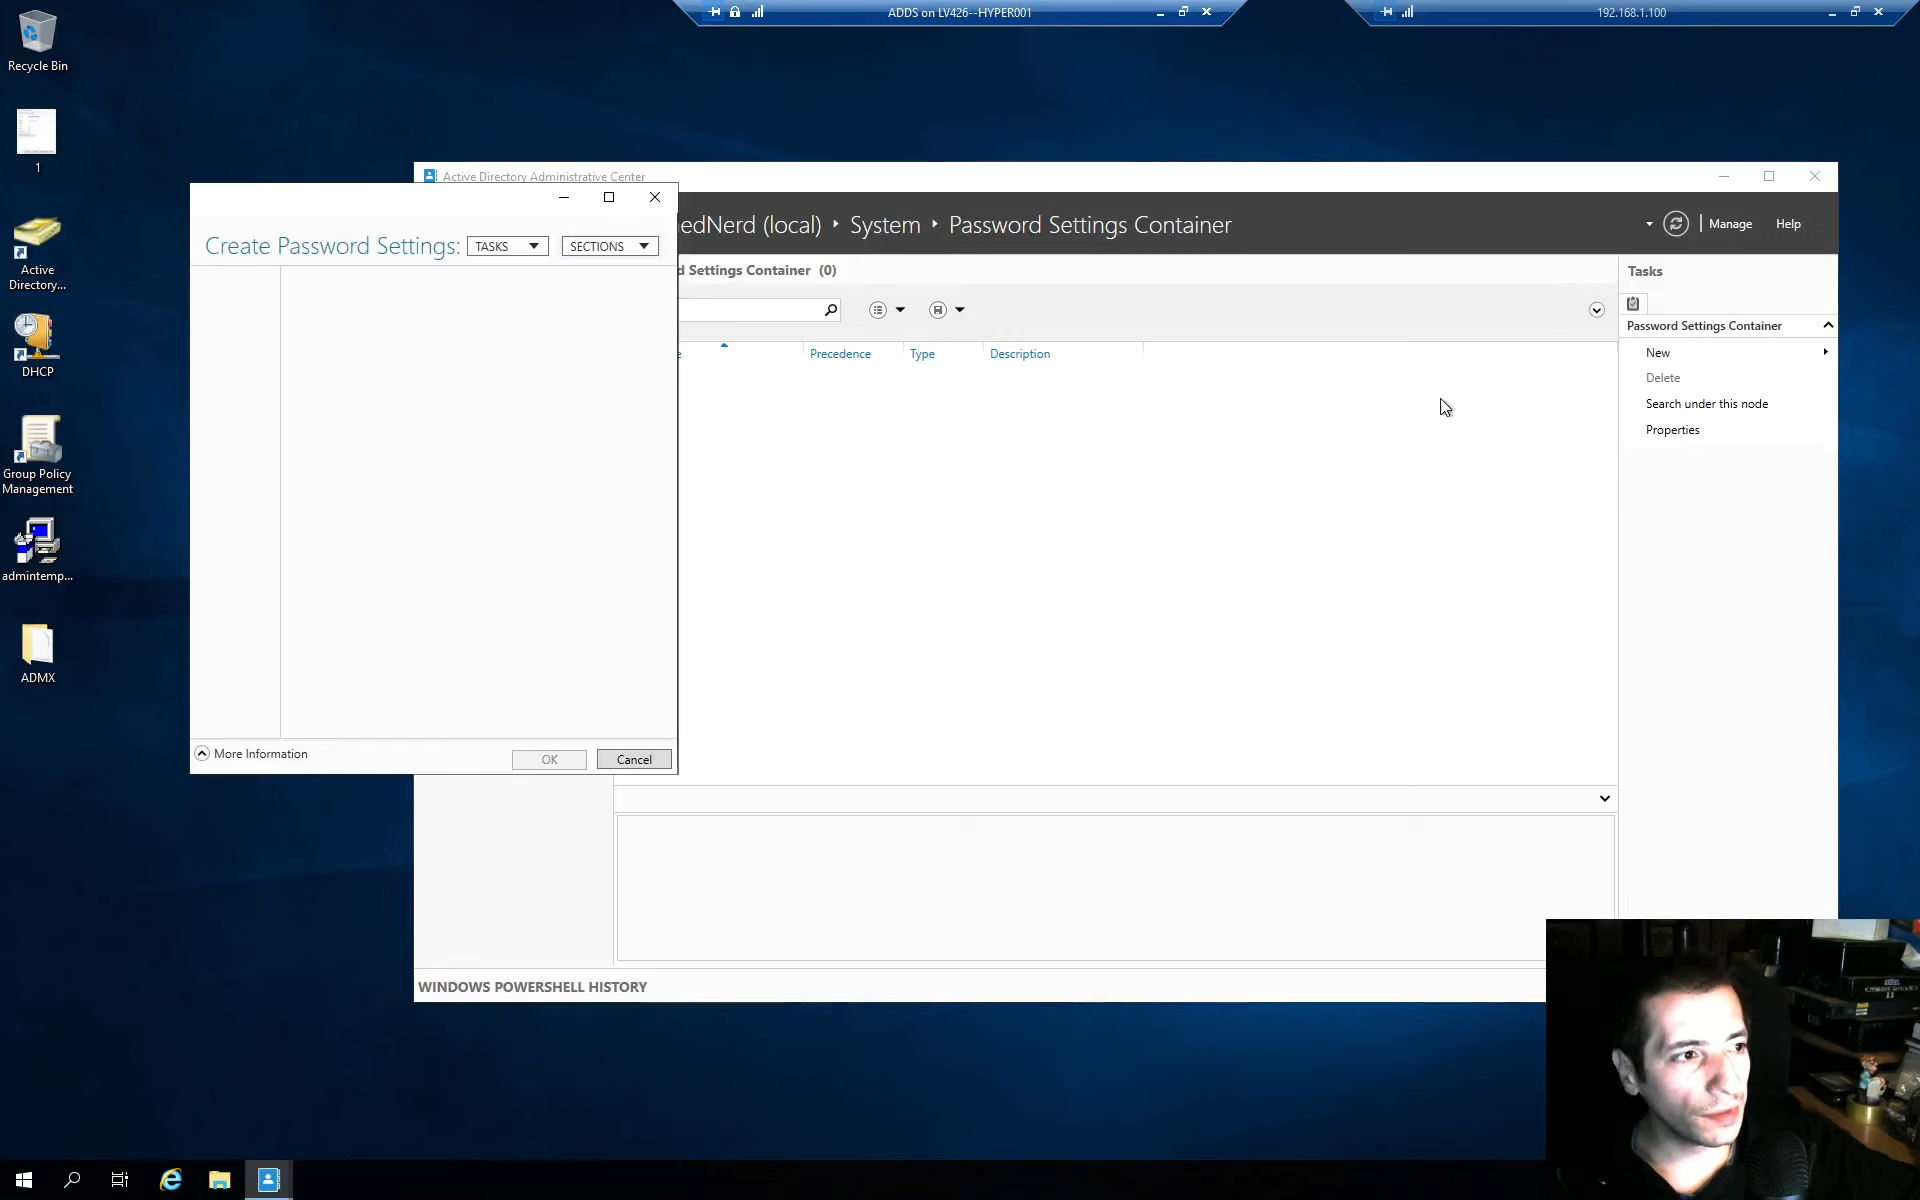 Recycle Bin
1
Active
Directory...
DHCP
Group Policy
Management
admintemp...
ADMX
ADDS on LV426--HYPER001
192.168.1.100
Active Directory Administrative Center
edNerd (local) System Password Settings Container
Manage
Help
Create Password Settings:
TASKS
SECTIONS
More Information
OK
Cancel
d Settings Container (0)
e
Precedence
Type
Description
Tasks
Password Settings Container
New
Delete
Search under this node
Properties
WINDOWS POWERSHELL HISTORY